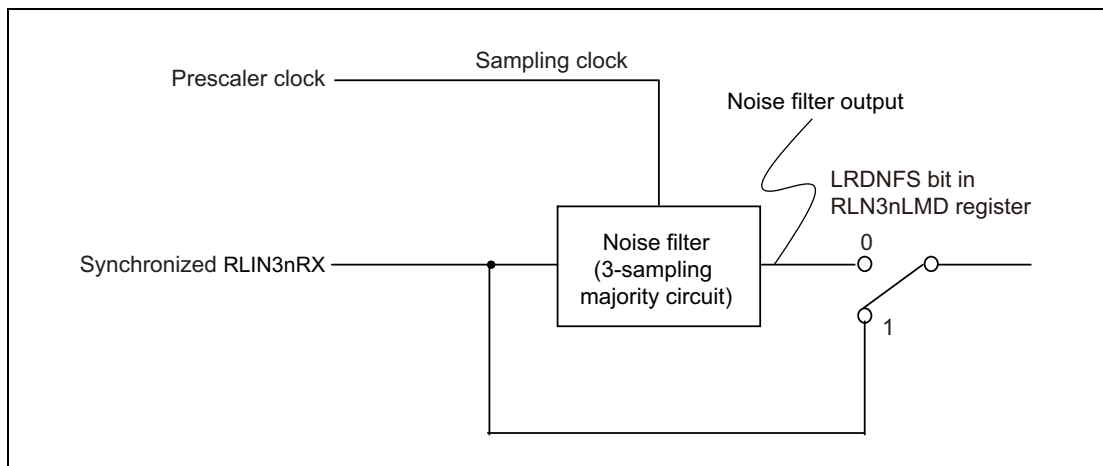 Sampling clock
Prescaler clock
Noise filter output
LRDNFS bit in
RLN3nLMD register
0
Synchronized RLIN3nRX
Noise filter
(3-sampling
majority circuit)
1